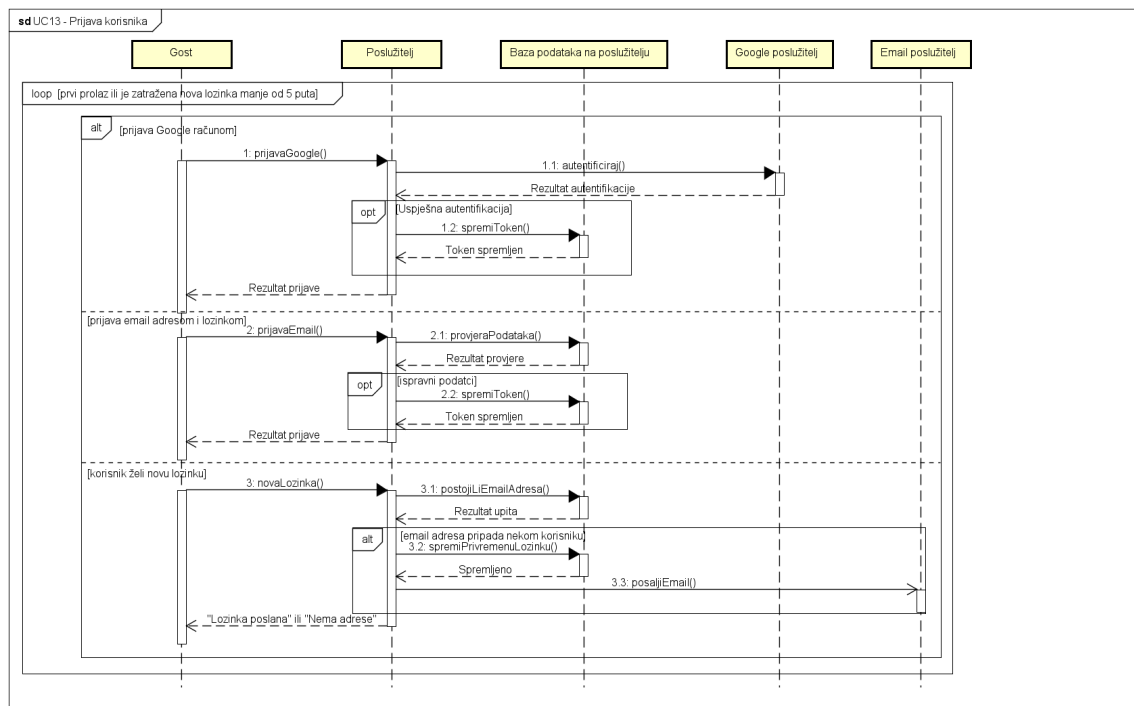 sd UC13 - Prijava korisnika
Gost
Poslužitelj
Baza podataka na poslužitelju
Google poslužitelj
Email poslužitelj
loop [prvi prolaz ili je zatražena nova lozinka manje od 5 puta]
alt [prijava Google računom]
1: prijavaGoogle()
1.1: autentificiraj()
Rezultat autentifikacije
opt [Uspješna autentifikacija]
1.2: spremiToken()
Token spremljen
Rezultat prijave
[prijava email adresom i lozinkom]
2: prijavaEmail()
2.1: provjeraPodataka()
Rezultat provjere
opt [ispravni podatci]
2.2: spremiToken()
Token spremljen
Rezultat prijave
[korisnik želi novu lozinku]
3: novaLozinka()
3.1: postojiLiEmailAdresa()
Rezultat upita
alt [email adresa pripada nekom korisniku]
3.2: spremiPrivremenuLozinku()
Spremljeno
3.3: posaljiEmail()
"Lozinka poslana" ili "Nema adrese"